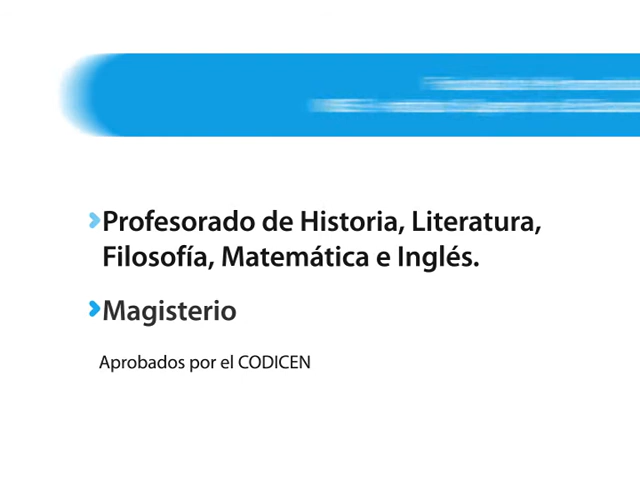 Profesorado de Historia, Literatura,
Filosofía, Matemática e Inglés.
Magisterio
Aprobados por el CODICEN